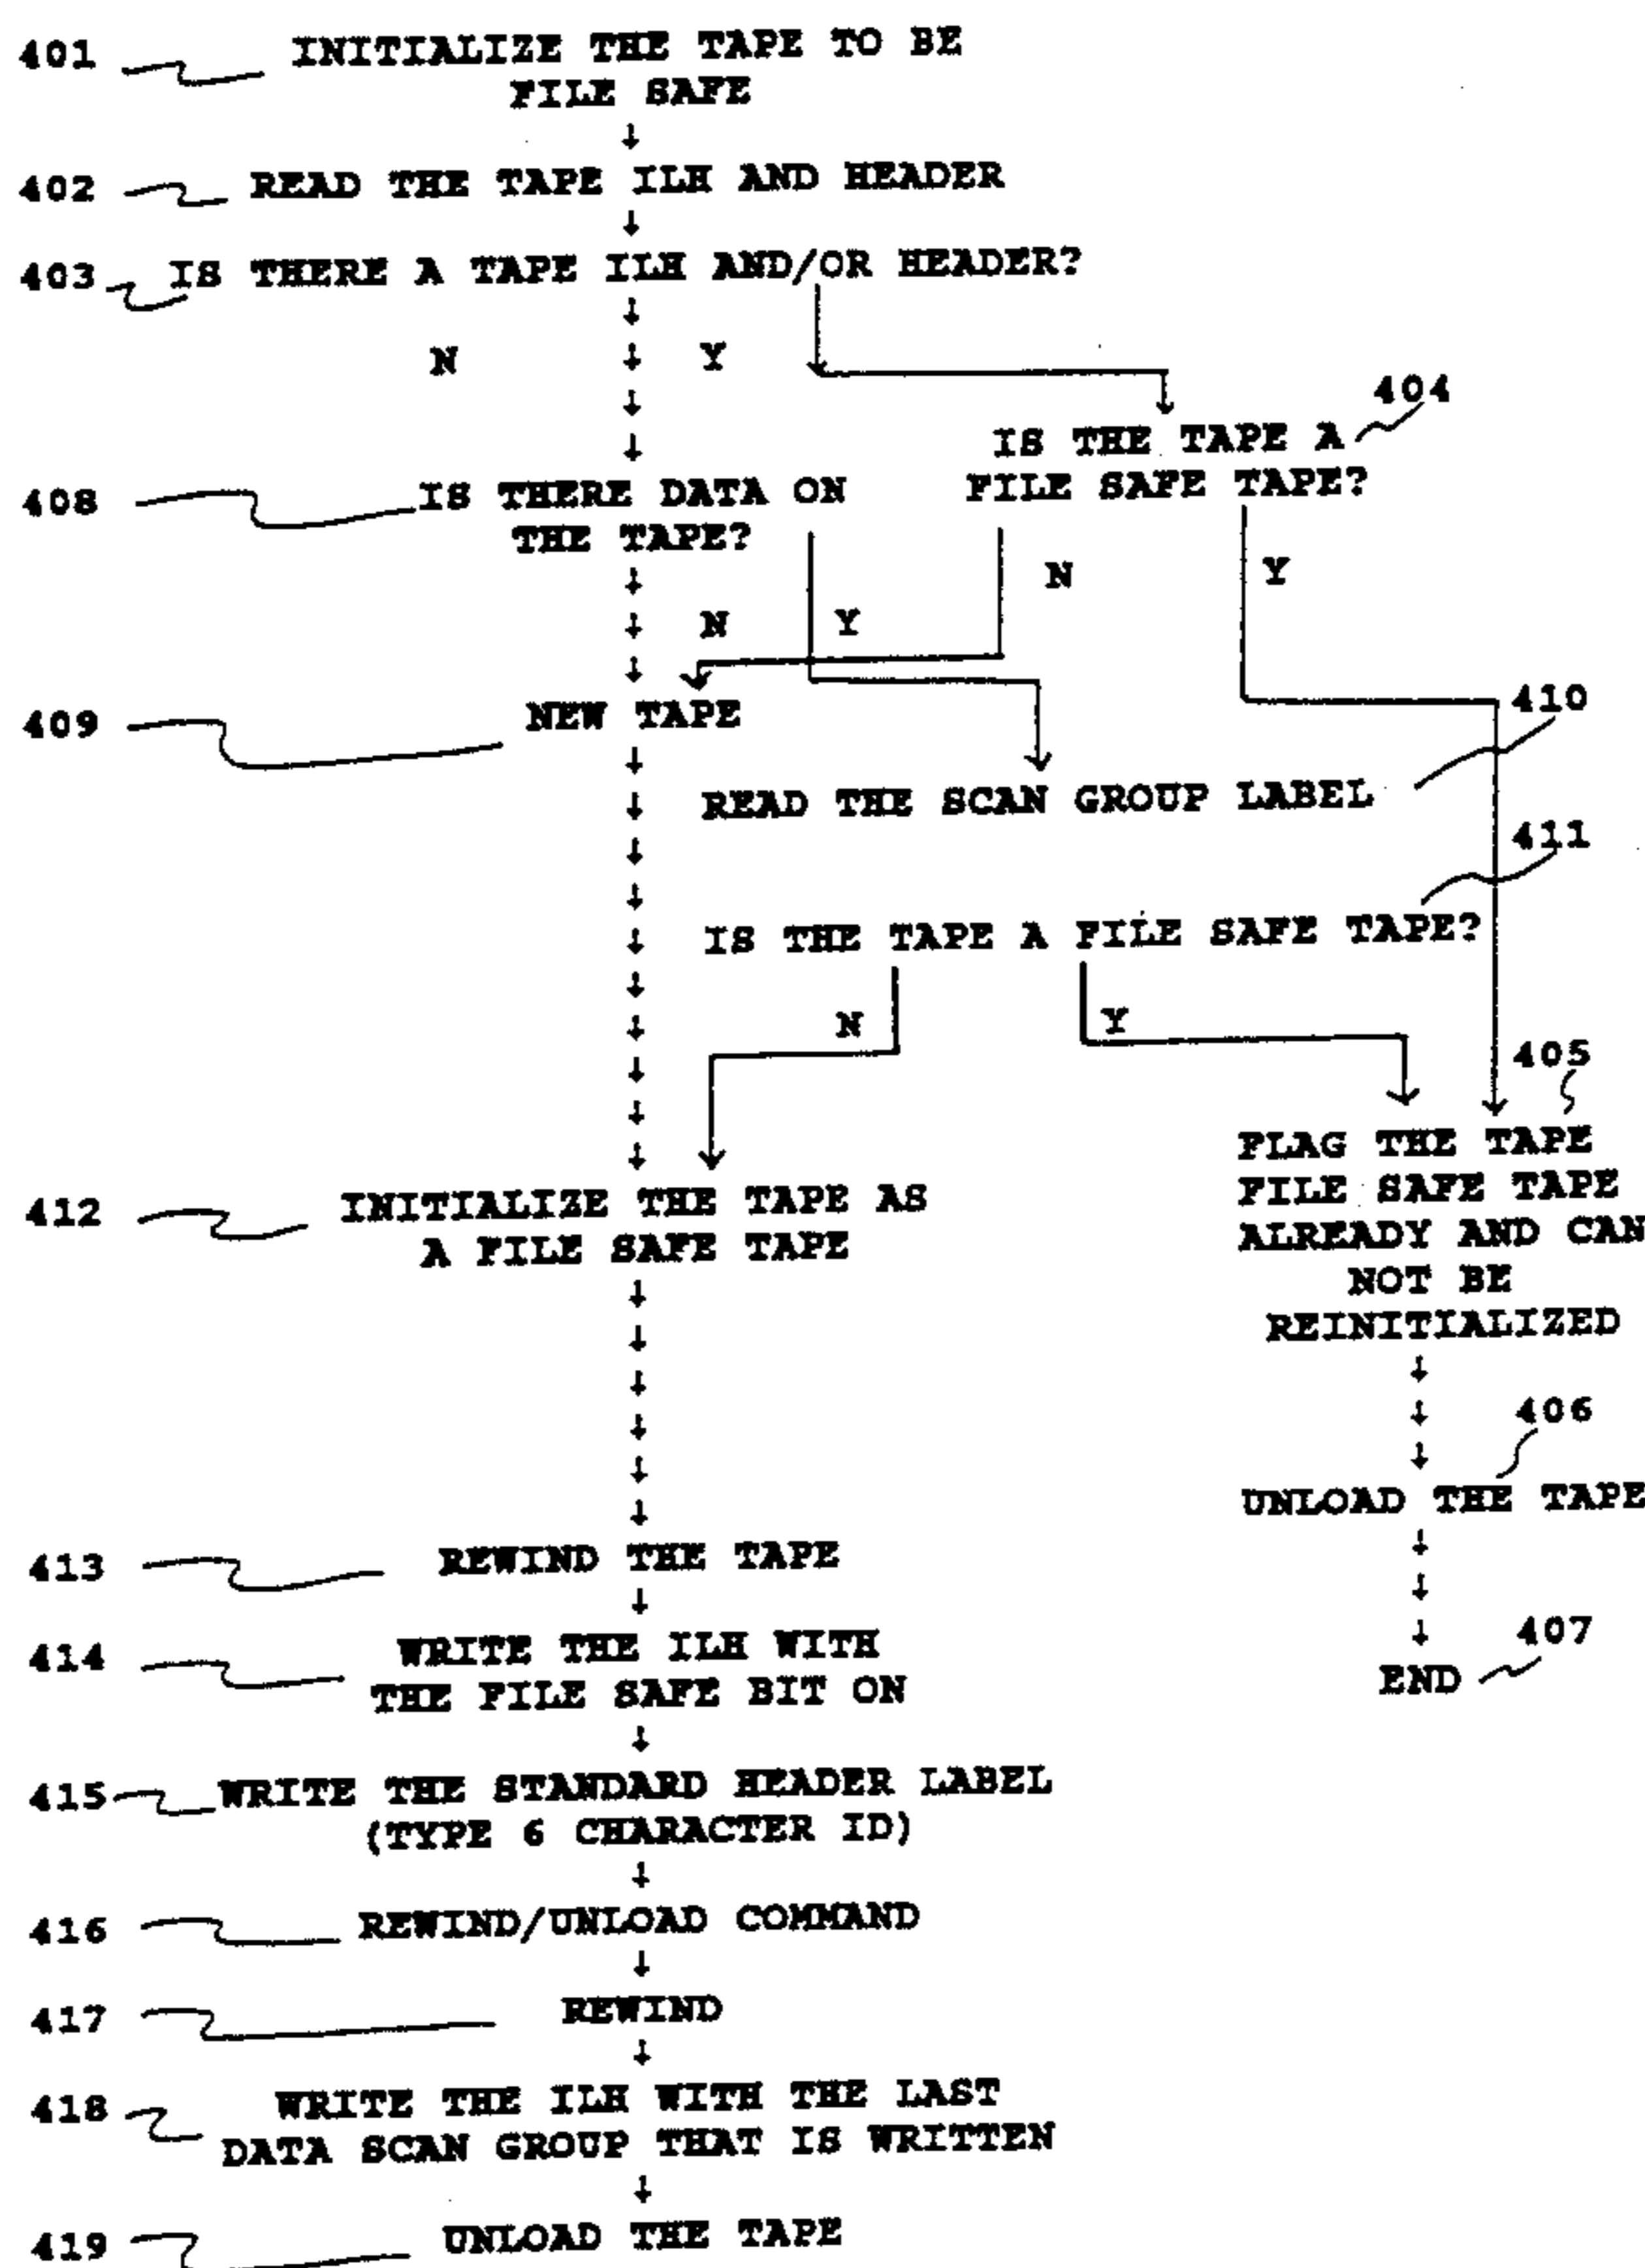 401 INITIALIZE THE TAPE TO BE
FILE SAFE
402 READ THE TAPE ILH AND HEADER
403 IS THERE A TAPE ILH AND/OR HEADER?
N Y
404
IS THE TAPE A
FILE SAFE TAPE?
408 IS THERE DATA ON
THE TAPE?
N Y
N Y
409 NEW TAPE
410
READ THE SCAN GROUP LABEL
411
IS THE TAPE A FILE SAFE TAPE?
N Y
405
FLAG THE TAPE
FILE SAFE TAPE
ALREADY AND CAN
NOT BE
REINITIALIZED
412 INITIALIZE THE TAPE AS
A FILE SAFE TAPE
406
UNLOAD THE TAPE
413 REWIND THE TAPE
414 WRITE THE ILH WITH
THE FILE SAFE BIT ON
407
END
415 WRITE THE STANDARD HEADER LABEL
(TYPE 6 CHARACTER ID)
416 REWIND/UNLOAD COMMAND
417 REWIND
418 WRITE THE ILH WITH THE LAST
DATA SCAN GROUP THAT IS WRITTEN
419 UNLOAD THE TAPE